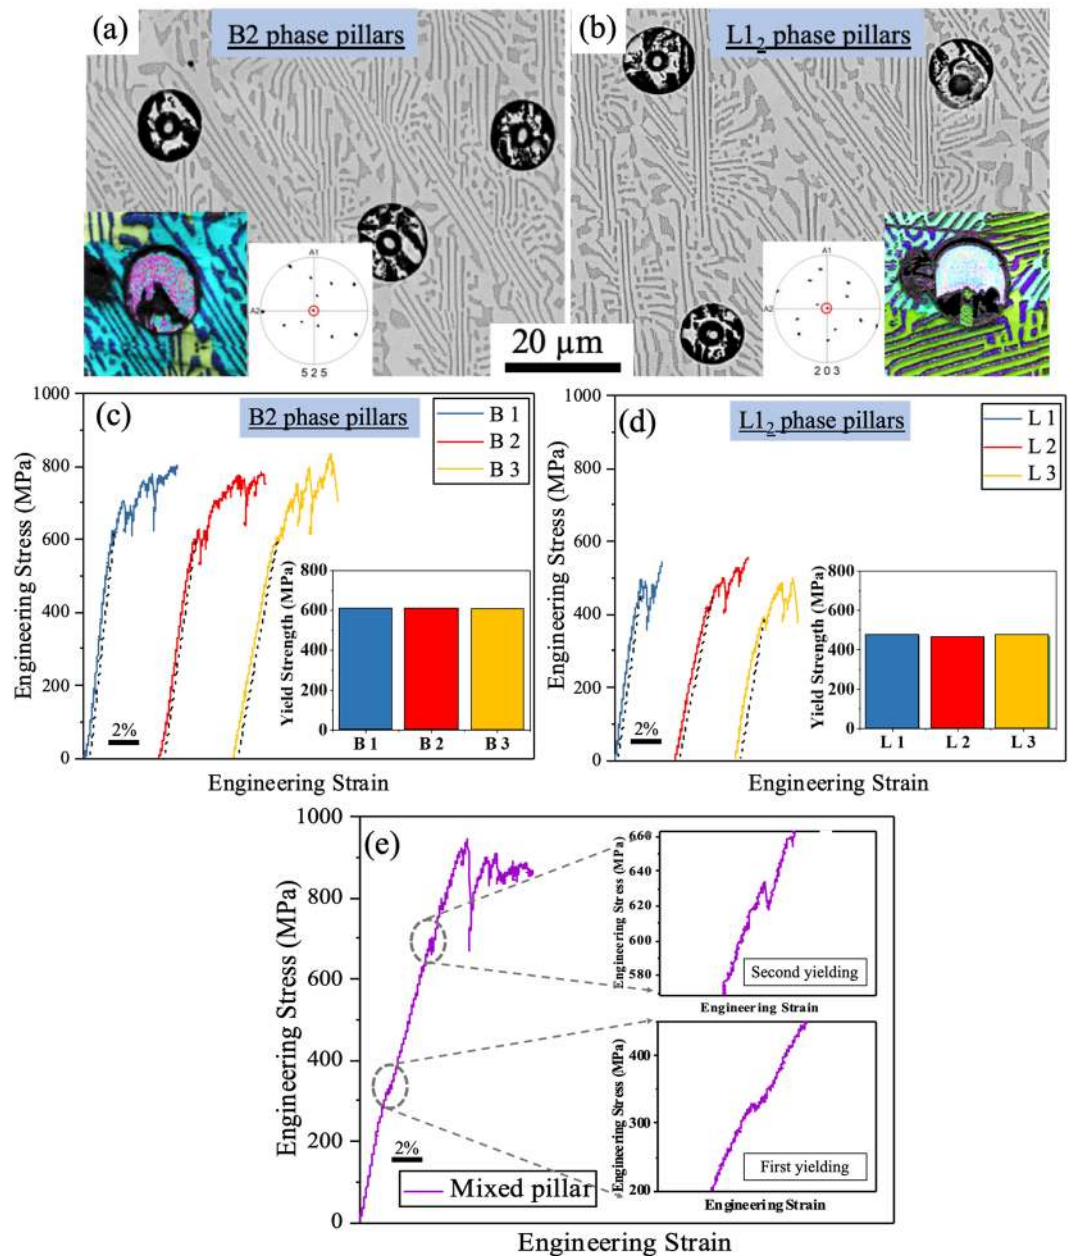 (a)
B2 phase pillars
A1
A2
5 2 5
(b)
L1₂ phase pillars
A1
A2
2 0 3
20 µm
(c)
B2 phase pillars
B 1
B 2
B 3
Engineering Stress (MPa)
1000
800
600
400
200
0
2%
Engineering Strain
Yield Strength (MPa)
800
600
400
200
0
B 1
B 2
B 3
(d)
L1₂ phase pillars
L 1
L 2
L 3
Engineering Stress (MPa)
1000
800
600
400
200
0
2%
Engineering Strain
Yield Strength (MPa)
800
600
400
200
0
L 1
L 2
L 3
(e)
Engineering Stress (MPa)
1000
800
600
400
200
0
2%
Mixed pillar
Engineering Strain
Engineering Stress (MPa)
660
640
620
600
580
Second yielding
Engineering Strain
Engineering Stress (MPa)
400
300
200
First yielding
Engineering Strain